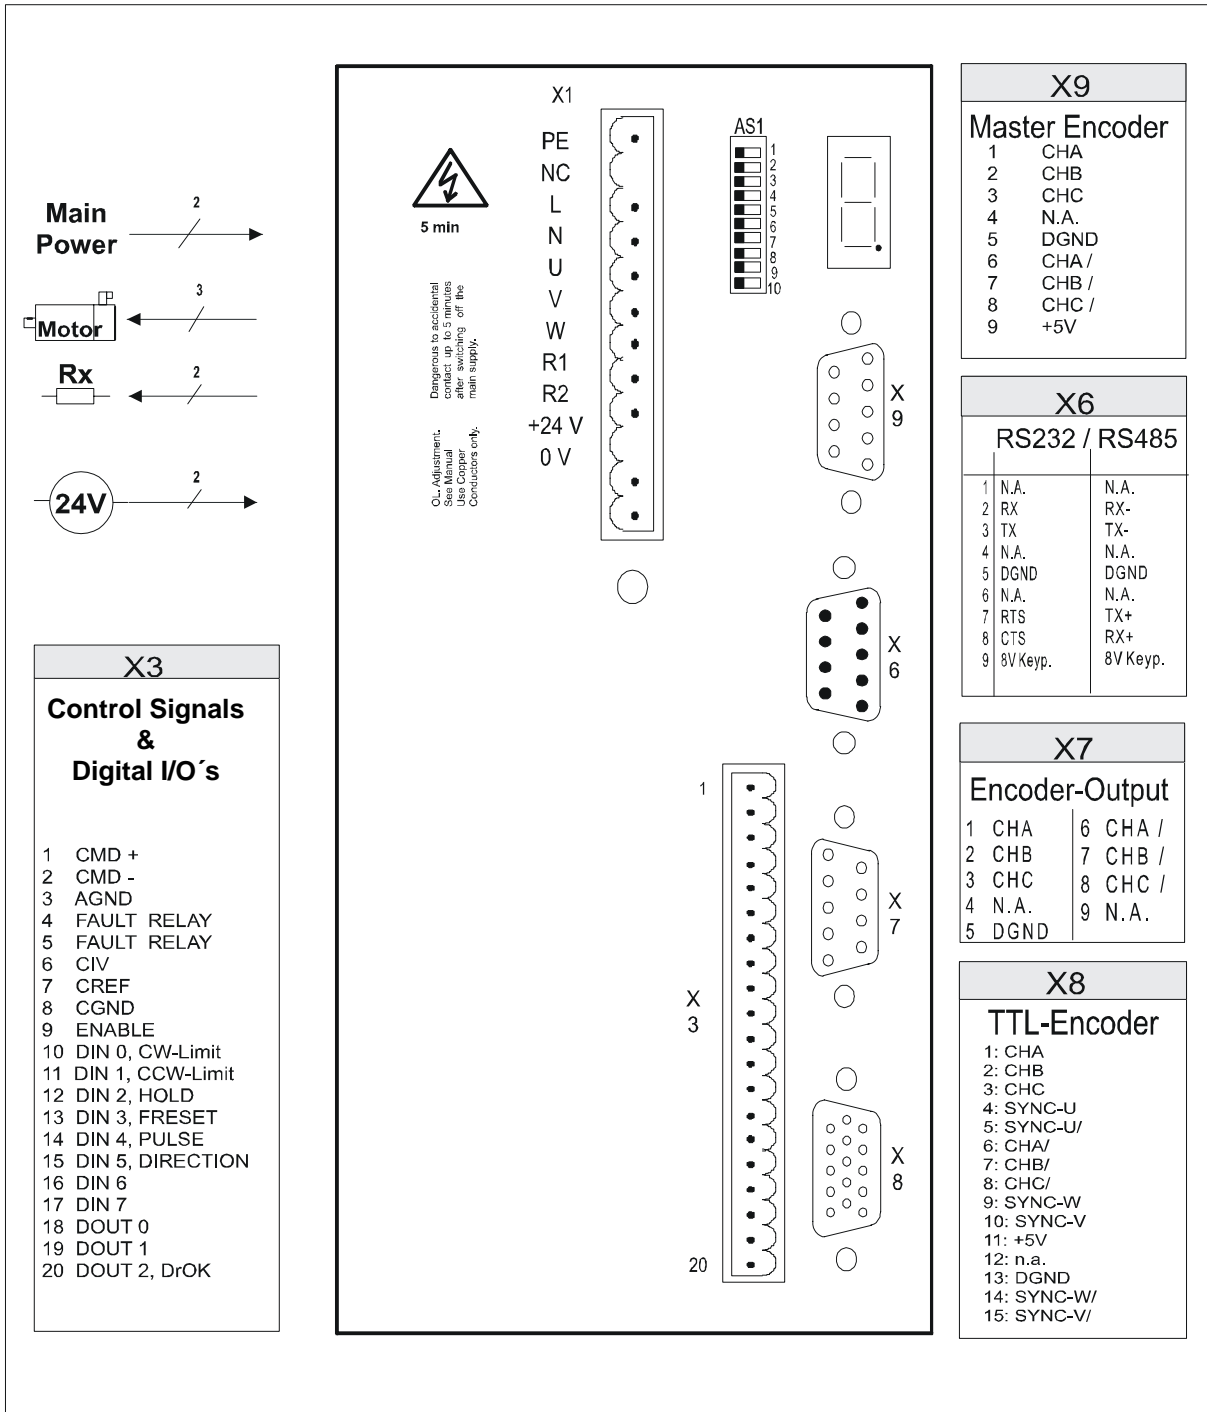 Main
Power
2
Motor
3
Rx
2
24V
2
X3
Control Signals
&
Digital I/O´s
1 CMD +
2 CMD -
3 AGND
4 FAULT RELAY
5 FAULT RELAY
6 CIV
7 CREF
8 CGND
9 ENABLE
10 DIN 0, CW-Limit
11 DIN 1, CCW-Limit
12 DIN 2, HOLD
13 DIN 3, FRESET
14 DIN 4, PULSE
15 DIN 5, DIRECTION
16 DIN 6
17 DIN 7
18 DOUT 0
19 DOUT 1
20 DOUT 2, DrOK
5 min
Dangerous to accidental
contact up to 5 minutes
after switching off the
main supply.
OL. Adjustment.
See Manual
Use Copper
Conductors only.
X1
PE
NC
L
N
U
V
W
R1
R2
+24 V
0 V
AS1
1
2
3
4
5
6
7
8
9
10
X
9
X
6
1
X
7
X
3
X
8
20
X9
Master Encoder
1 CHA
2 CHB
3 CHC
4 N.A.
5 DGND
6 CHA /
7 CHB /
8 CHC /
9 +5V
X6
RS232 / RS485
1 N.A. N.A.
2 RX RX-
3 TX TX-
4 N.A. N.A.
5 DGND DGND
6 N.A. N.A.
7 RTS TX+
8 CTS RX+
9 8V Keyp. 8V Keyp.
X7
Encoder-Output
1 CHA 6 CHA /
2 CHB 7 CHB /
3 CHC 8 CHC /
4 N.A. 9 N.A.
5 DGND
X8
TTL-Encoder
1: CHA
2: CHB
3: CHC
4: SYNC-U
5: SYNC-U/
6: CHA/
7: CHB/
8: CHC/
9: SYNC-W
10: SYNC-V
11: +5V
12: n.a.
13: DGND
14: SYNC-W/
15: SYNC-V/